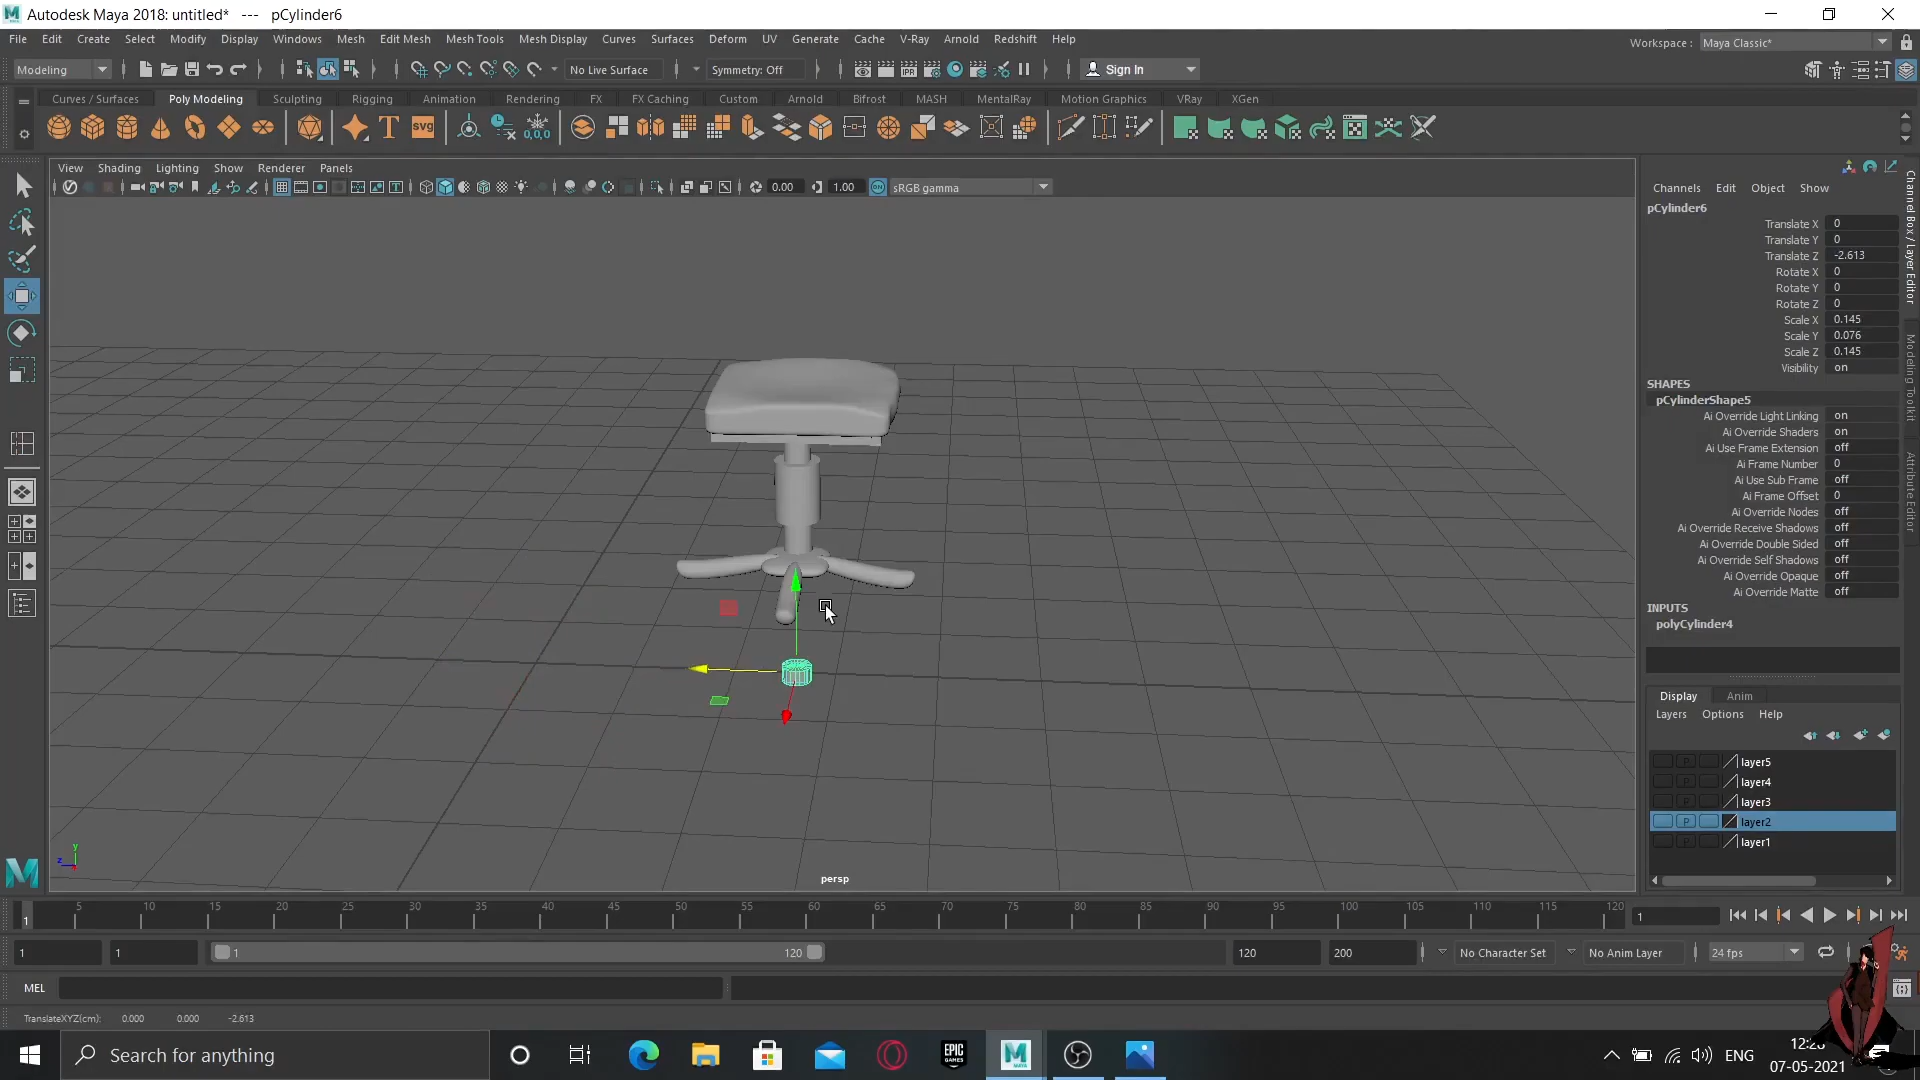 Autodesk Maya 2018: untitled*   ---   pCylinder6
File Edit Create Select Modify Display Windows Mesh Edit Mesh Mesh Tools Mesh Display Curves Surfaces Deform UV Generate Cache V-Ray Arnold Redshift Help
Workspace : Maya Classic*
Modeling No Live Surface Symmetry: Off Sign In
Curves / Surfaces Poly Modeling Sculpting Rigging Animation Rendering FX FX Caching Custom Arnold Bifrost MASH MentalRay Motion Graphics VRay XGen
View Shading Lighting Show Renderer Panels
0.00 1.00 sRGB gamma
Channels Edit Object Show
pCylinder6
Translate X 0
Translate Y 0
Translate Z -2.613
Rotate X 0
Rotate Y 0
Rotate Z 0
Scale X 0.145
Scale Y 0.076
Scale Z 0.145
Visibility on
SHAPES
pCylinderShape5
Ai Override Light Linking on
Ai Override Shaders on
Ai Use Frame Extension off
Ai Frame Number 0
Ai Use Sub Frame off
Ai Frame Offset 0
Ai Override Nodes off
Ai Override Receive Shadows off
Ai Override Double Sided off
Ai Override Self Shadows off
Ai Override Opaque off
Ai Override Matte off
INPUTS
polyCylinder4
Channel Box / Layer Editor
Modeling Toolkit
Attribute Editor
Display Anim
Layers Options Help
P layer5
P layer4
P layer3
P layer2
P layer1
persp
5 10 15 20 25 30 35 40 45 50 55 60 65 70 75 80 85 90 95 100 105 110 115 120
1 1
1 1 1 120 120 200 No Character Set No Anim Layer 24 fps
MEL
TranslateXYZ(cm): 0.000 0.000 -2.613
Search for anything
ENG
07-05-2021